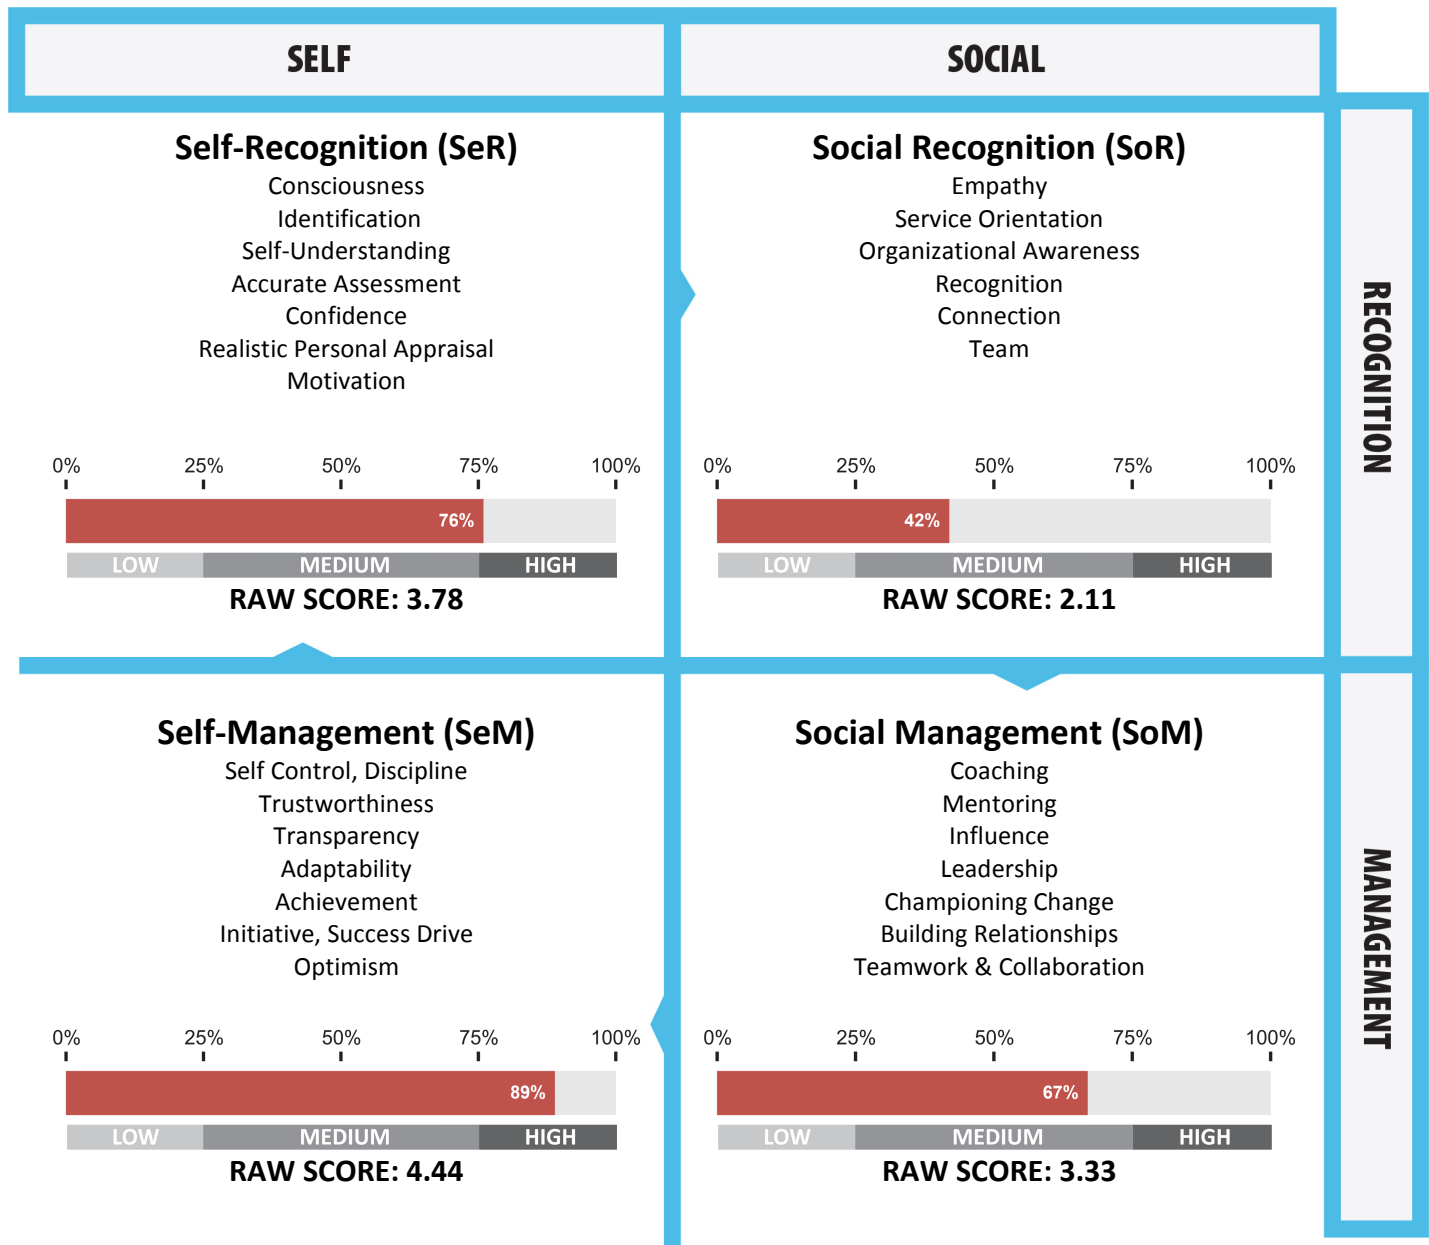 SELF
SOCIAL
RECOGNITION
Self-Recognition (SeR)
Consciousness
Identification
Self-Understanding
Accurate Assessment
Confidence
Realistic Personal Appraisal
Motivation
0% 25% 50% 75% 100%
76%
LOW MEDIUM HIGH
RAW SCORE: 3.78
Social Recognition (SoR)
Empathy
Service Orientation
Organizational Awareness
Recognition
Connection
Team
0% 25% 50% 75% 100%
42%
LOW MEDIUM HIGH
RAW SCORE: 2.11
MANAGEMENT
Self-Management (SeM)
Self Control, Discipline
Trustworthiness
Transparency
Adaptability
Achievement
Initiative, Success Drive
Optimism
0% 25% 50% 75% 100%
89%
LOW MEDIUM HIGH
RAW SCORE: 4.44
Social Management (SoM)
Coaching
Mentoring
Influence
Leadership
Championing Change
Building Relationships
Teamwork & Collaboration
0% 25% 50% 75% 100%
67%
LOW MEDIUM HIGH
RAW SCORE: 3.33